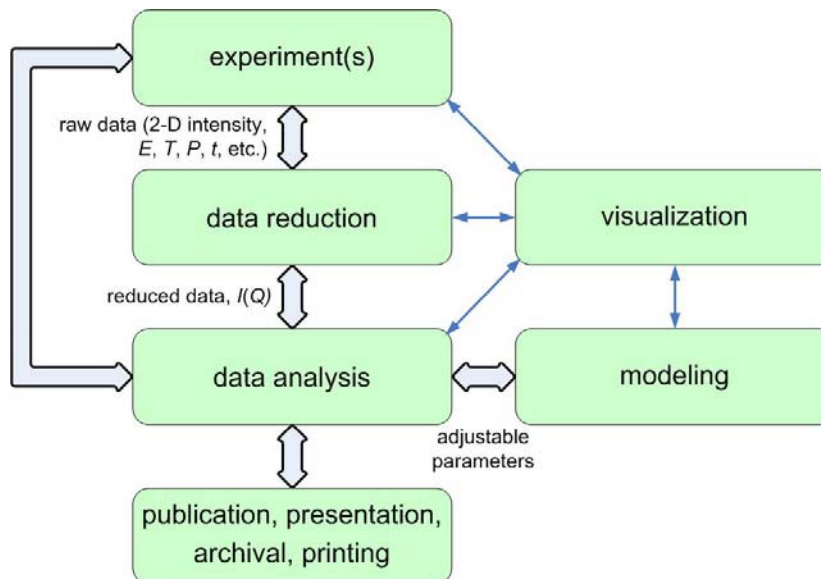 experiment(s)
raw data (2-D intensity,
E, T, P, t, etc.)
data reduction
visualization
reduced data, I(Q)
data analysis
modeling
adjustable
parameters
publication, presentation,
archival, printing